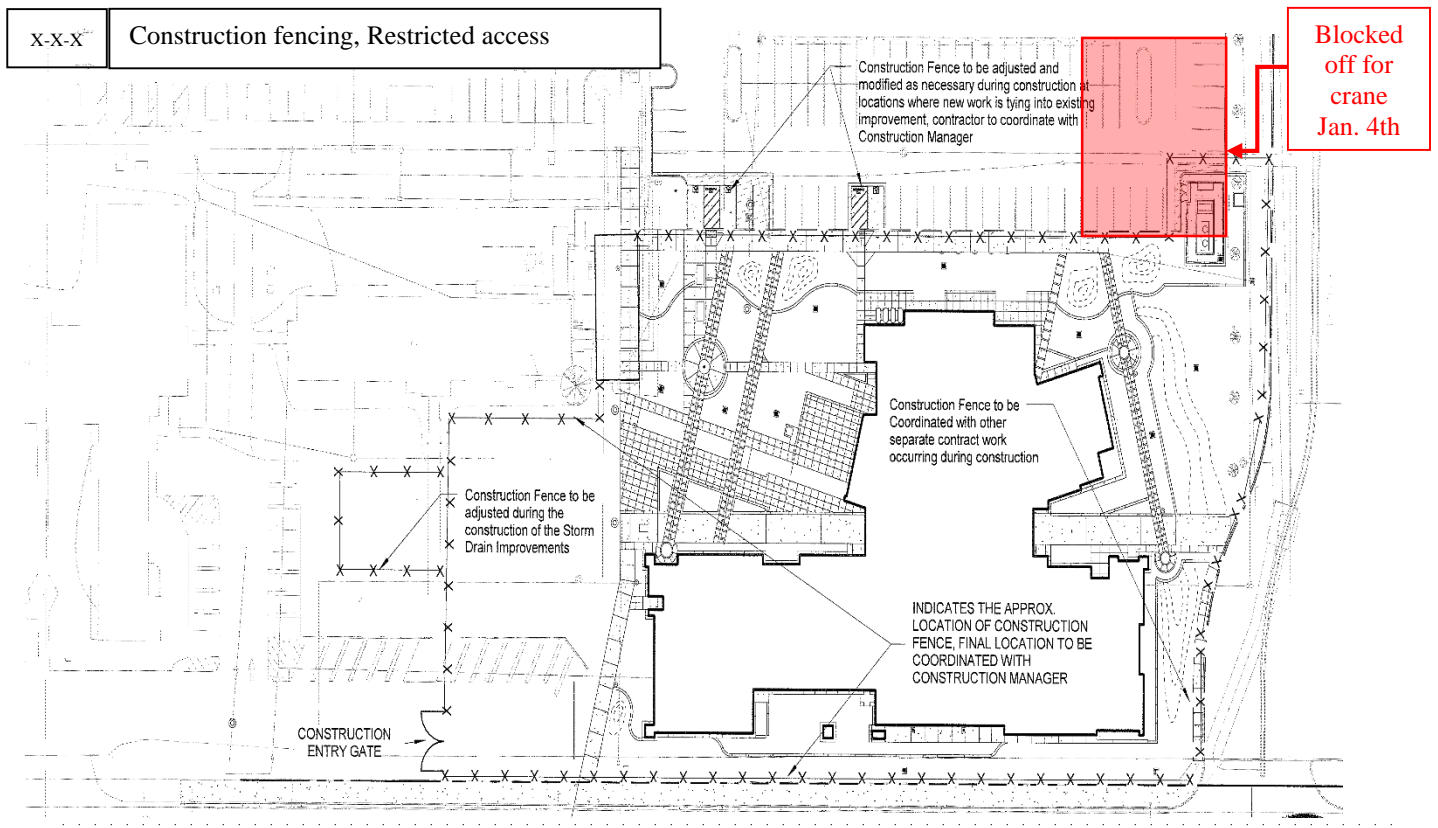 X-X-X
Construction fencing, Restricted access
Blocked
off for
crane
Jan. 4th
Construction Fence to be adjusted and
modified as necessary during construction at
locations where new work is tying into existing
improvement, contractor to coordinate with
Construction Manager
Construction Fence to be
Coordinated with other
separate contract work
occurring during construction
Construction Fence to be
adjusted during the
construction of the Storm
Drain Improvements
INDICATES THE APPROX.
LOCATION OF CONSTRUCTION
FENCE, FINAL LOCATION TO BE
COORDINATED WITH
CONSTRUCTION MANAGER
CONSTRUCTION
ENTRY GATE